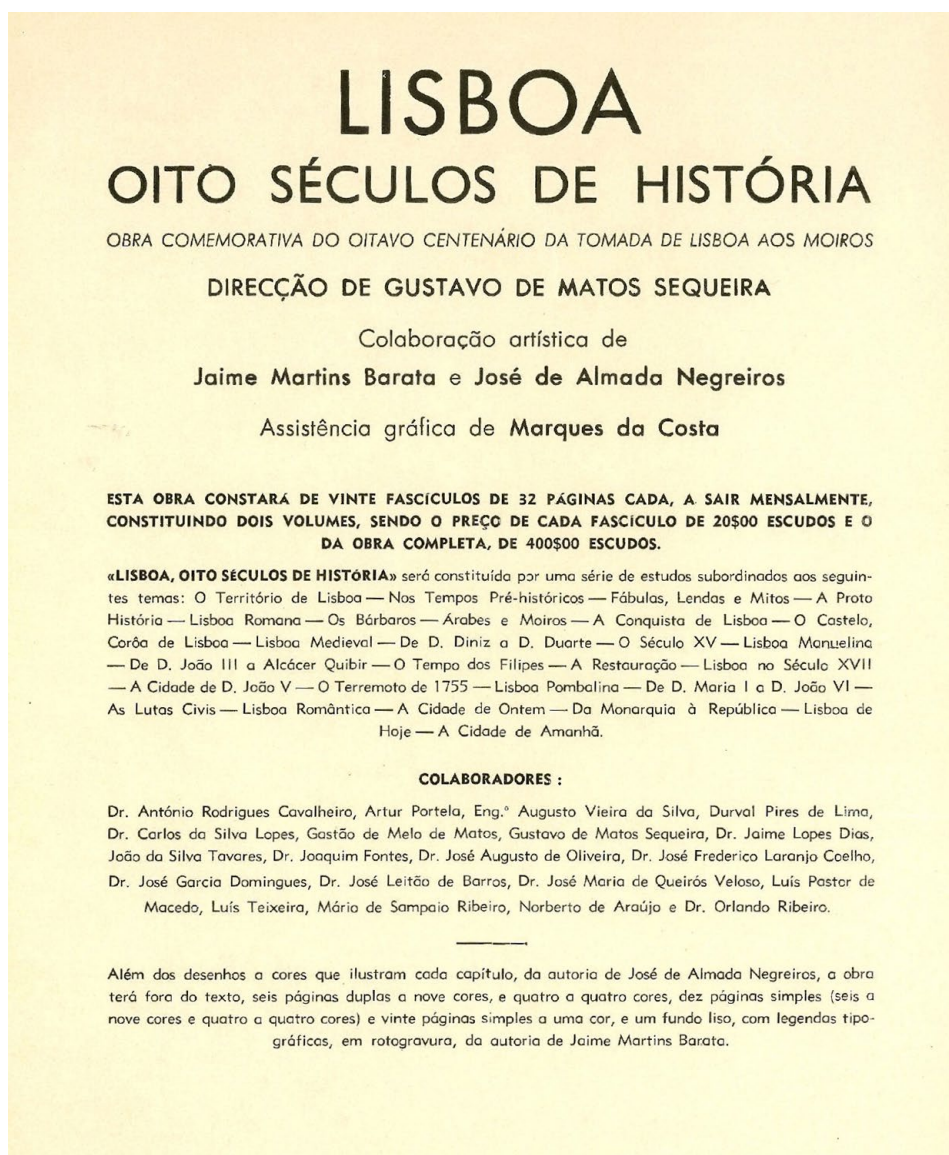 LISBOA
OITO SÉCULOS DE HISTÓRIA
OBRA COMEMORATIVA DO OITAVO CENTENÁRIO DA TOMADA DE LISBOA AOS MOIROS
DIRECÇÃO DE GUSTAVO DE MATOS SEQUEIRA
Colaboração artística de
Jaime Martins Barata e José de Almada Negreiros
Assistência gráfica de Marques da Costa
ESTA OBRA CONSTARÁ DE VINTE FASCÍCULOS DE 32 PÁGINAS CADA, A SAIR MENSALMENTE,
CONSTITUINDO DOIS VOLUMES, SENDO O PREÇO DE CADA FASCÍCULO DE 20$00 ESCUDOS E O
DA OBRA COMPLETA, DE 400$00 ESCUDOS.
«LISBOA, OITO SÉCULOS DE HISTÓRIA» será constituída por uma série de estudos subordinados aos seguin-
tes temas: O Território de Lisboa — Nos Tempos Pré-históricos — Fábulas, Lendas e Mitos — A Proto
História — Lisboa Romana — Os Bárbaros — Árabes e Moiros — A Conquista de Lisboa — O Castelo,
Corôa de Lisboa — Lisboa Medieval — De D. Diniz a D. Duarte — O Século XV — Lisboa Manuelina
— De D. João III a Alcácer Quibir — O Tempo dos Filipes — A Restauração — Lisboa no Século XVII
— A Cidade de D. João V — O Terremoto de 1755 — Lisboa Pombalina — De D. Maria I a D. João VI —
As Lutas Civis — Lisboa Romântica — A Cidade de Ontem — Da Monarquia à República — Lisboa de
Hoje — A Cidade de Amanhã.
COLABORADORES :
Dr. António Rodrigues Cavalheiro, Artur Portela, Eng.º Augusto Vieira da Silva, Durval Pires de Lima,
Dr. Carlos da Silva Lopes, Gastão de Melo de Matos, Gustavo de Matos Sequeira, Dr. Jaime Lopes Dias,
João da Silva Tavares, Dr. Joaquim Fontes, Dr. José Augusto de Oliveira, Dr. José Frederico Laranjo Coelho,
Dr. José Garcia Domingues, Dr. José Leitão de Barros, Dr. José Maria de Queirós Veloso, Luís Pastor de
Macedo, Luís Teixeira, Mário de Sampaio Ribeiro, Norberto de Araújo e Dr. Orlando Ribeiro.
Além dos desenhos a cores que ilustram cada capítulo, da autoria de José de Almada Negreiros, a obra
terá fora do texto, seis páginas duplas a nove cores, e quatro a quatro cores, dez páginas simples (seis a
nove cores e quatro a quatro cores) e vinte páginas simples a uma cor, e um fundo liso, com legendas tipo-
gráficas, em rotogravura, da autoria de Jaime Martins Barata.